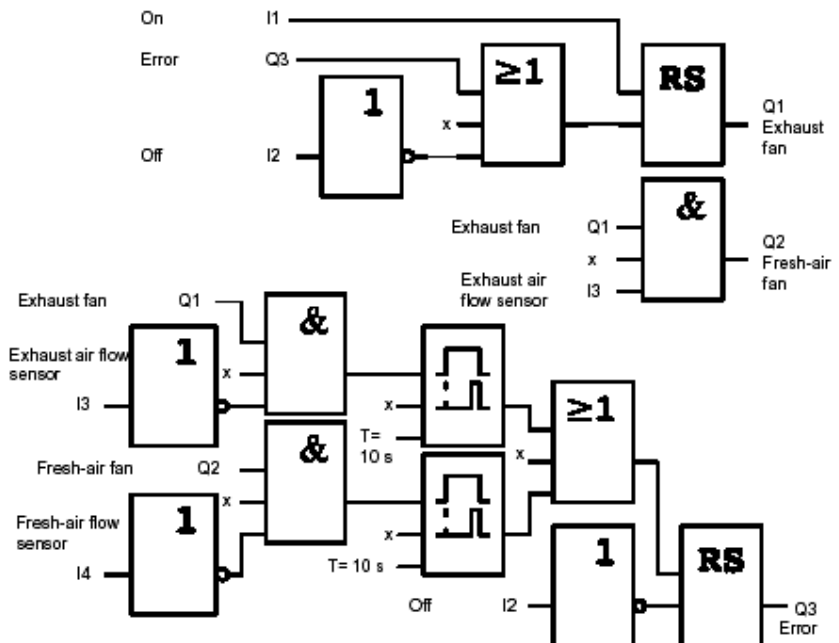 On I1
Error Q3
≥1
RS
1
x
Q1
Exhaust
fan
Off I2
&
Exhaust fan Q1
Q2
x
Fresh-air
fan
Exhaust air
flow sensor
I3
Exhaust fan Q1
&
Exhaust air flow
sensor
1
x
I3
x
≥1
T=
10 s
Fresh-air fan Q2
&
x
Fresh-air flow
sensor
1
x
x
I4
T= 10 s
1
RS
Off I2
Q3
Error